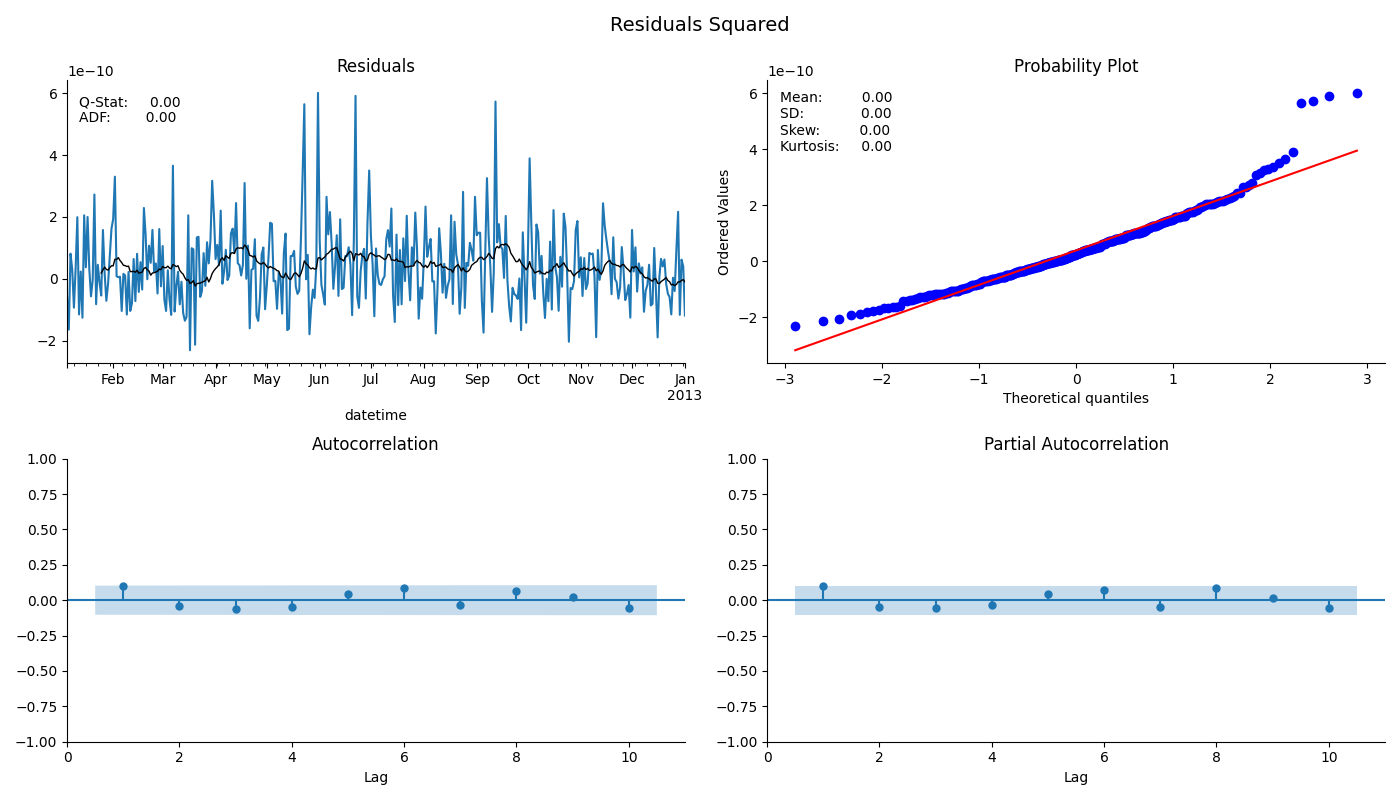 Residuals Squared
Residuals
1e−10
Q-Stat: 0.00
ADF: 0.00
6
4
2
0
−2
Feb Mar Apr May Jun Jul Aug Sep Oct Nov Dec Jan
2013
datetime
Probability Plot
1e−10
Mean: 0.00
SD: 0.00
Skew: 0.00
Kurtosis: 0.00
Ordered Values
6
4
2
0
−2
−3 −2 −1 0 1 2 3
Theoretical quantiles
Autocorrelation
1.00
0.75
0.50
0.25
0.00
−0.25
−0.50
−0.75
−1.00
0 2 4 6 8 10
Lag
Partial Autocorrelation
1.00
0.75
0.50
0.25
0.00
−0.25
−0.50
−0.75
−1.00
0 2 4 6 8 10
Lag